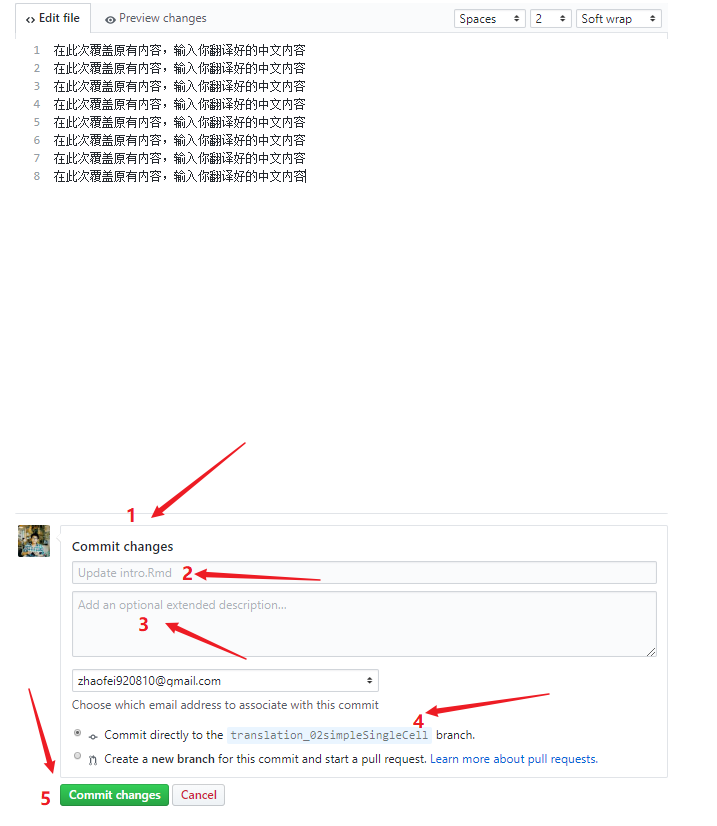 Edit file
Preview changes
Spaces
2
Soft wrap
1 在此次覆盖原有内容，输入你翻译好的中文内容
2 在此次覆盖原有内容，输入你翻译好的中文内容
3 在此次覆盖原有内容，输入你翻译好的中文内容
4 在此次覆盖原有内容，输入你翻译好的中文内容
5 在此次覆盖原有内容，输入你翻译好的中文内容
6 在此次覆盖原有内容，输入你翻译好的中文内容
7 在此次覆盖原有内容，输入你翻译好的中文内容
8 在此次覆盖原有内容，输入你翻译好的中文内容
1
Commit changes
Update intro.Rmd 2
Add an optional extended description...
3
zhaofei920810@gmail.com
Choose which email address to associate with this commit
4
Commit directly to the translation_02simpleSingleCell branch.
Create a new branch for this commit and start a pull request. Learn more about pull requests.
5 Commit changes Cancel